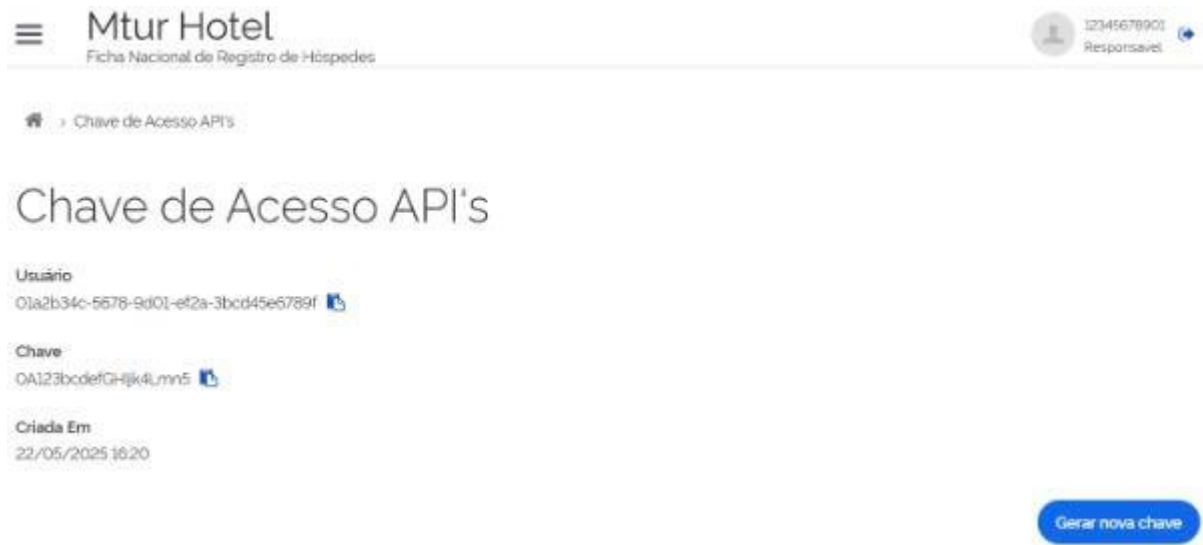 Mtur Hotel
Ficha Nacional de Registro de Hóspedes
12345678901
Responsavel
› Chave de Acesso API's
Chave de Acesso API's
Usuário
01a2b34c-5678-9d01-ef2a-3bcd45e6789f
Chave
0A123bcdefGHIjk4Lmn5
Criada Em
22/05/2025 16:20
Gerar nova chave